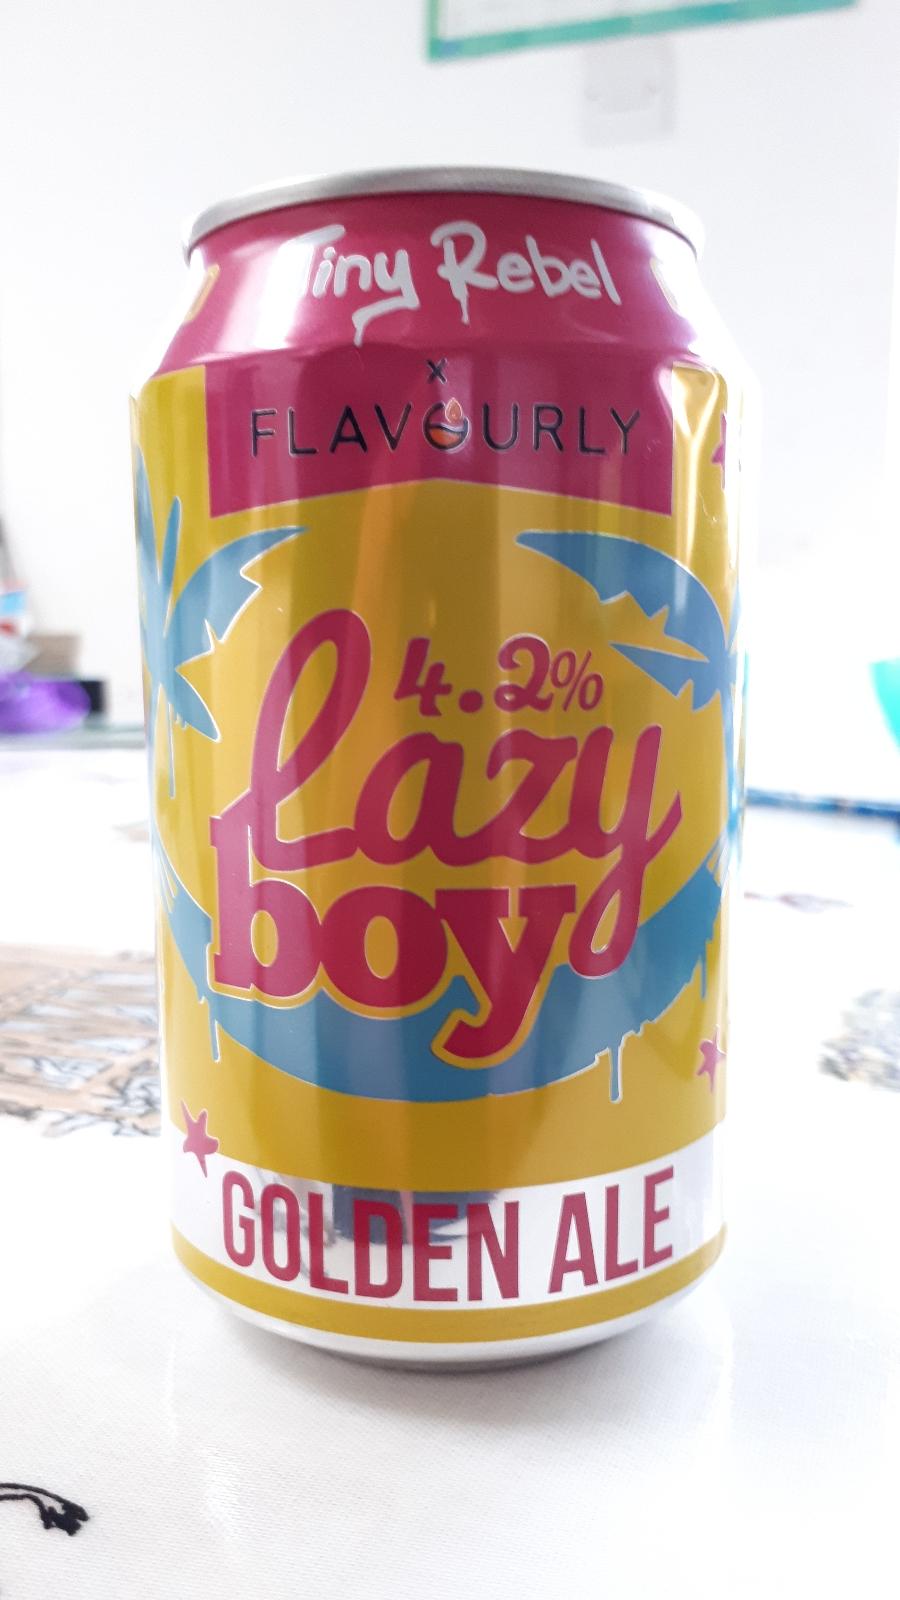 Tiny Rebel
x
FLAVOURLY
4.2%
lazy
boy
GOLDEN ALE